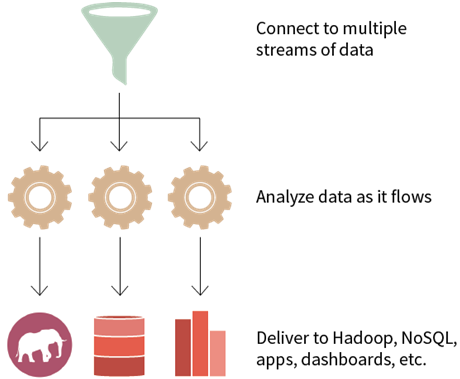 Connect to multiple
streams of data
Analyze data as it flows
Deliver to Hadoop, NoSQL,
apps, dashboards, etc.